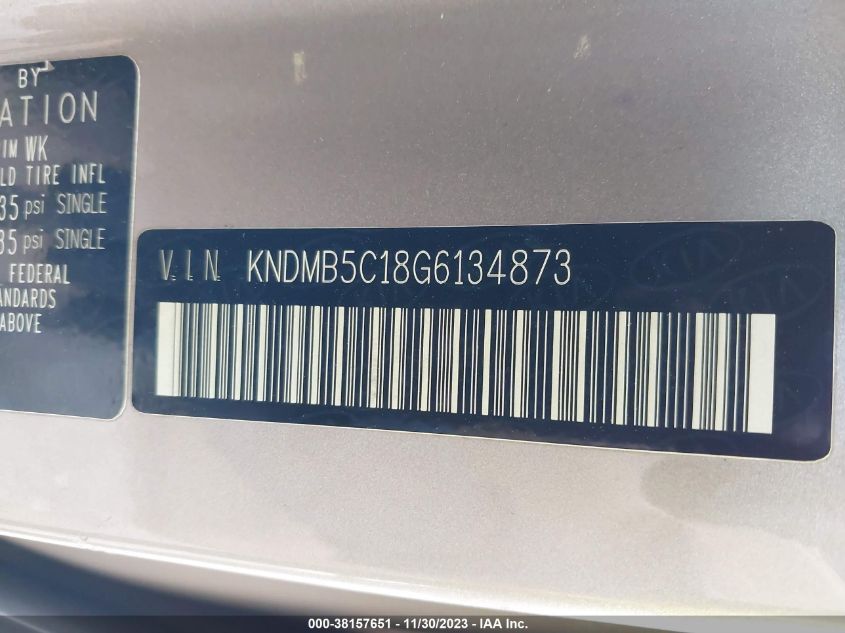 BY
ATION
IM WK
LD TIRE INFL
35 psi SINGLE
35 psi SINGLE
FEDERAL
ANDARDS
ABOVE
V.I.N. KNDMB5C18G6134873
KIA
000-38157651 - 11/30/2023 - IAA Inc.